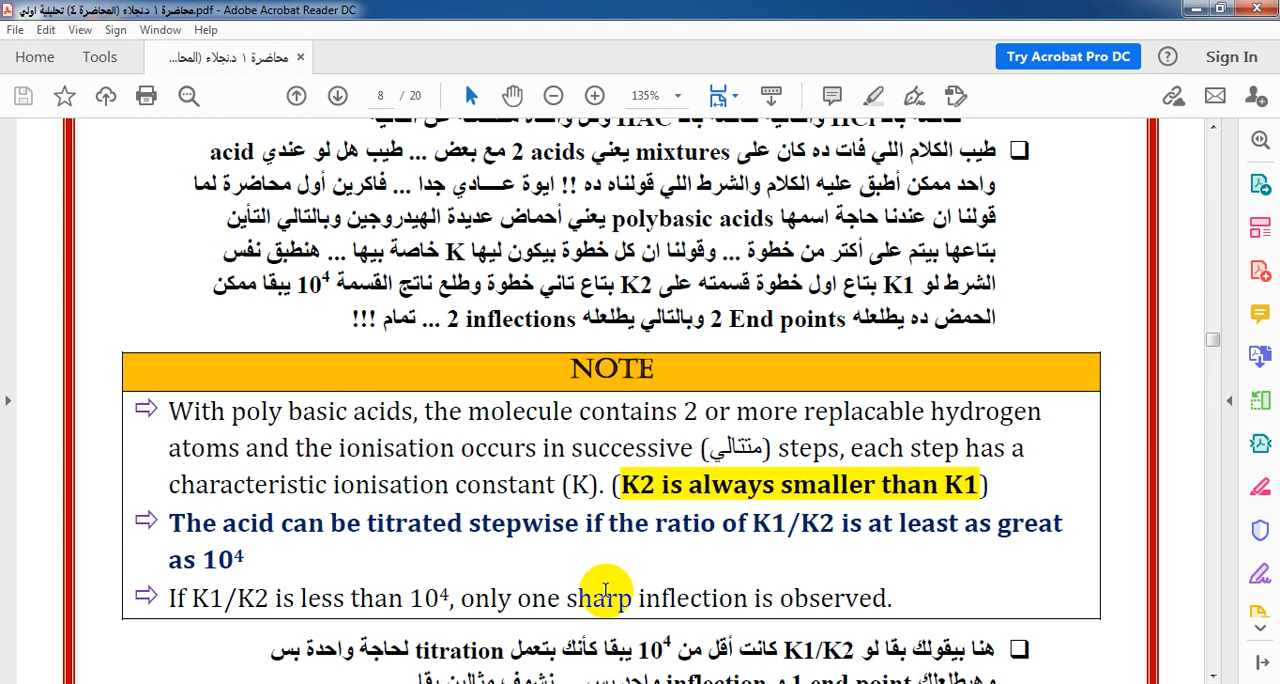 محاضرة ١ د.نجلاء (المحاضرة ٤) تحليلية اولي.pdf - Adobe Acrobat Reader DC
File Edit View Sign Window Help
Home Tools محاضرة ١ د.نجلاء (المحا... × Try Acrobat Pro DC Sign In
8 / 20 135%
طيب الكلام اللي فات ده كان على mixtures يعني 2 acids مع بعض ... طيب هل لو عندي acid
واحد ممكن أطبق عليه الكلام والشرط اللي قولناه ده !! ايوة عـــادي جدا ... فاكرين أول محاضرة لما
قولنا ان عندنا حاجة اسمها polybasic acids يعني أحماض عديدة الهيدروجين وبالتالي التأين
بتاعها بيتم على أكتر من خطوة ... وقولنا ان كل خطوة بيكون ليها K خاصة بيها ... هنطبق نفس
الشرط لو K1 بتاع اول خطوة قسمته على K2 بتاع تاني خطوة وطلع ناتج القسمة 10⁴ يبقا ممكن
الحمض ده يطلعله 2 End points وبالتالي يطلعله 2 inflections ... تمام !!!
NOTE
With poly basic acids, the molecule contains 2 or more replacable hydrogen
atoms and the ionisation occurs in successive (متتالي) steps, each step has a
characteristic ionisation constant (K). (K2 is always smaller than K1)
The acid can be titrated stepwise if the ratio of K1/K2 is at least as great
as 10⁴
If K1/K2 is less than 10⁴, only one sharp inflection is observed.
هنا بيقولك بقا لو K1/K2 كانت أقل من 10⁴ يبقا كأنك بتعمل titration لحاجة واحدة بس